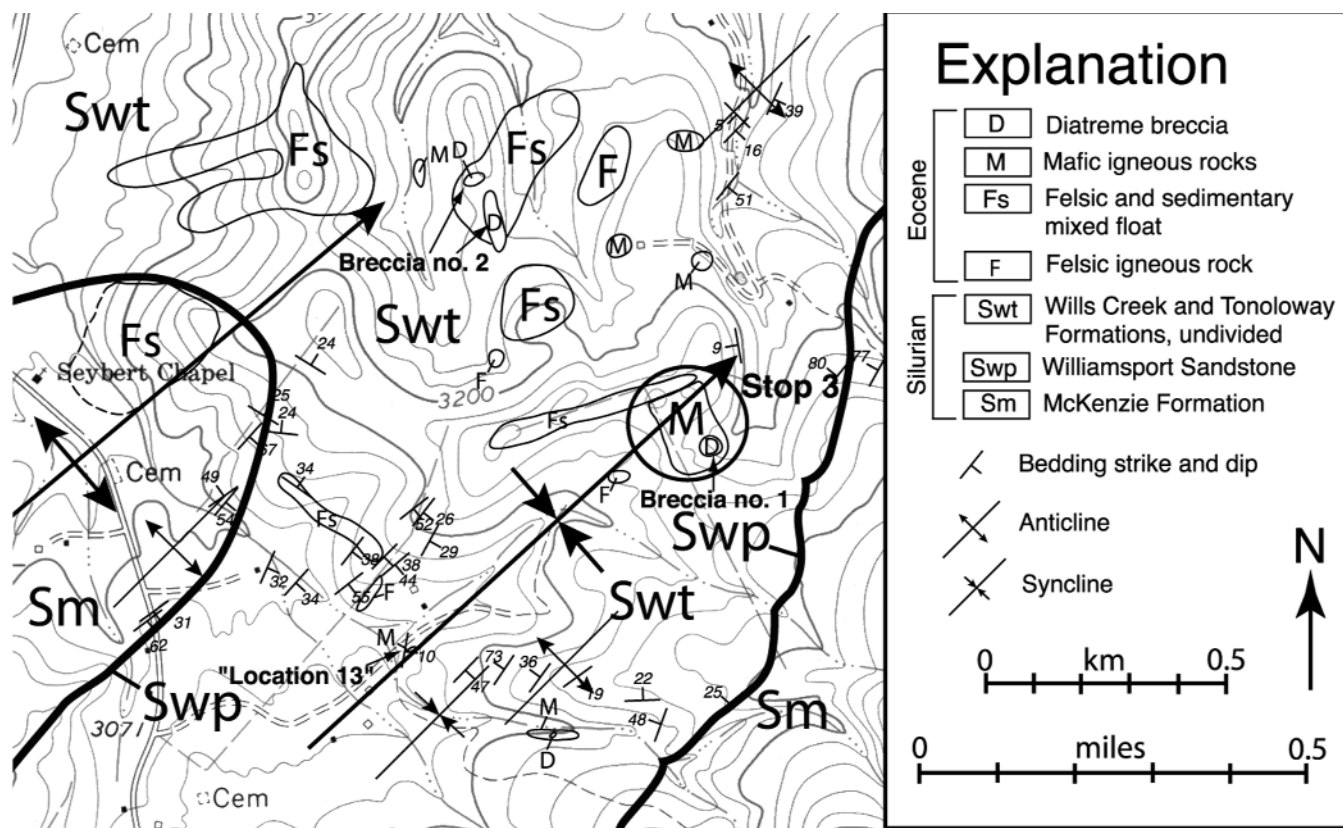 Cem
Swt
Fs
M
D
Fs
F
M
39
51
16
51
D
M
Breccia no. 2
M
Fs
Swt
Fs
Seybert Chapel
24
F
3200
9
80
77
Stop 3
25
24
67
Fs
M
D
Cem
49
54
34
Fs
F
Breccia no. 1
52
26
29
Swp
38
38
44
Sm
32
34
55
F
Swt
31
62
M
10
"Location 13"
73
36
47
19
22
25
Swp
Sm
3071
M
48
D
Cem
Explanation
Eocene
D Diatreme breccia
M Mafic igneous rocks
Fs Felsic and sedimentary
mixed float
F Felsic igneous rock
Silurian
Swt Wills Creek and Tonoloway
Formations, undivided
Swp Williamsport Sandstone
Sm McKenzie Formation
Bedding strike and dip
Anticline
Syncline
N
0 km 0.5
0 miles 0.5